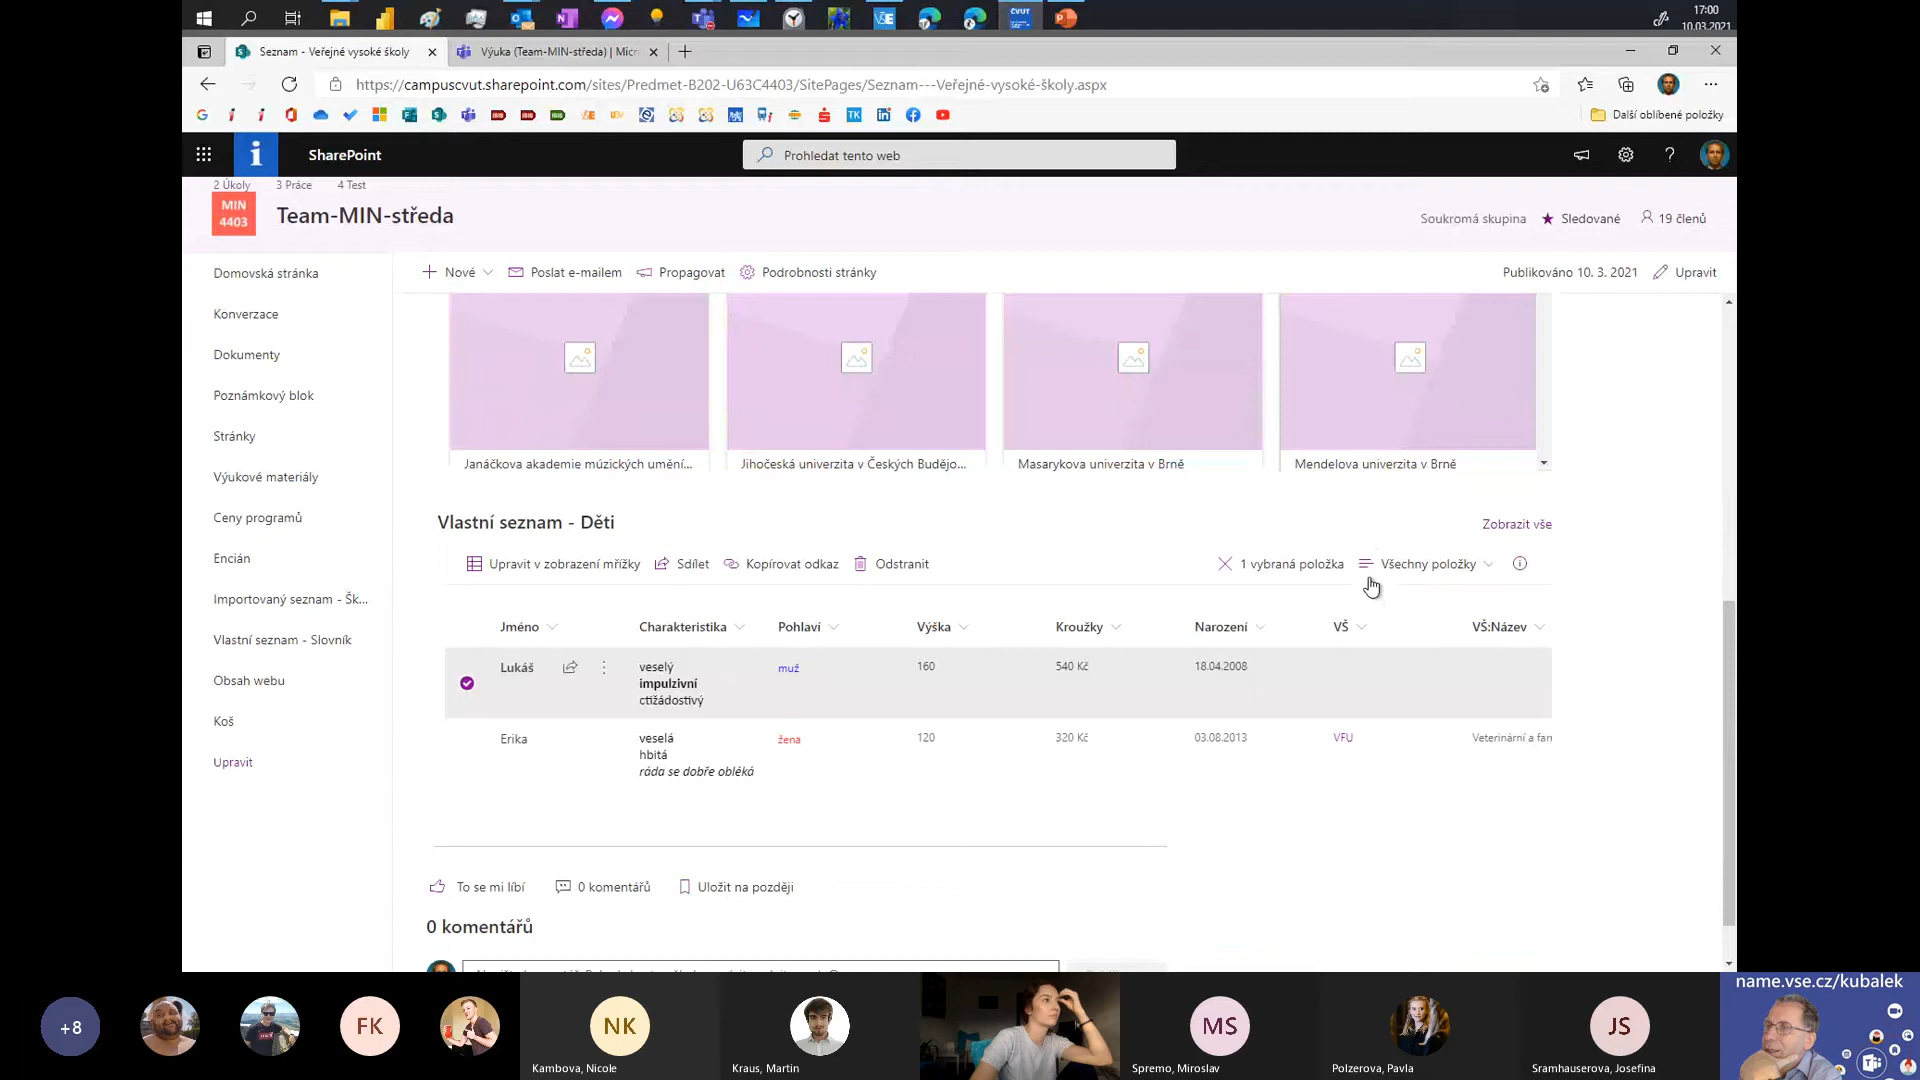 17:00
10.03.2021
Seznam - Veřejné vysoké školy
Výuka (Team-MIN-středa) | Micr
https://campuscvut.sharepoint.com/sites/Predmet-B202-U63C4403/SitePages/Seznam---Veřejné-vysoké-školy.aspx
Další oblíbené položky
SharePoint
Prohledat tento web
2 Úkoly 3 Práce 4 Test
MIN
4403
Team-MIN-středa
Soukromá skupina Sledované 19 členů
Domovská stránka
Konverzace
Dokumenty
Poznámkový blok
Stránky
Výukové materiály
Ceny programů
Encián
Importovaný seznam - Šk...
Vlastní seznam - Slovník
Obsah webu
Koš
Upravit
Nové Poslat e-mailem Propagovat Podrobnosti stránky Publikováno 10. 3. 2021 Upravit
Janáčkova akademie múzických umění... Jihočeská univerzita v Českých Budějo... Masarykova univerzita v Brně Mendelova univerzita v Brně
Vlastní seznam - Děti Zobrazit vše
Upravit v zobrazení mřížky Sdílet Kopírovat odkaz Odstranit 1 vybraná položka Všechny položky
Jméno Charakteristika Pohlaví Výška Kroužky Narození VŠ VŠ:Název
Lukáš veselý muž 160 540 Kč 18.04.2008
impulzivní
ctižádostivý
Erika veselá žena 120 320 Kč 03.08.2013 VFU Veterinární a farr
hbitá
ráda se dobře obléká
To se mi líbí 0 komentářů Uložit na později
0 komentářů
+8
FK
NK
Kambova, Nicole
Kraus, Martin
MS
Spremo, Miroslav
Polzerova, Pavla
JS
Sramhauserova, Josefina
name.vse.cz/kubalek